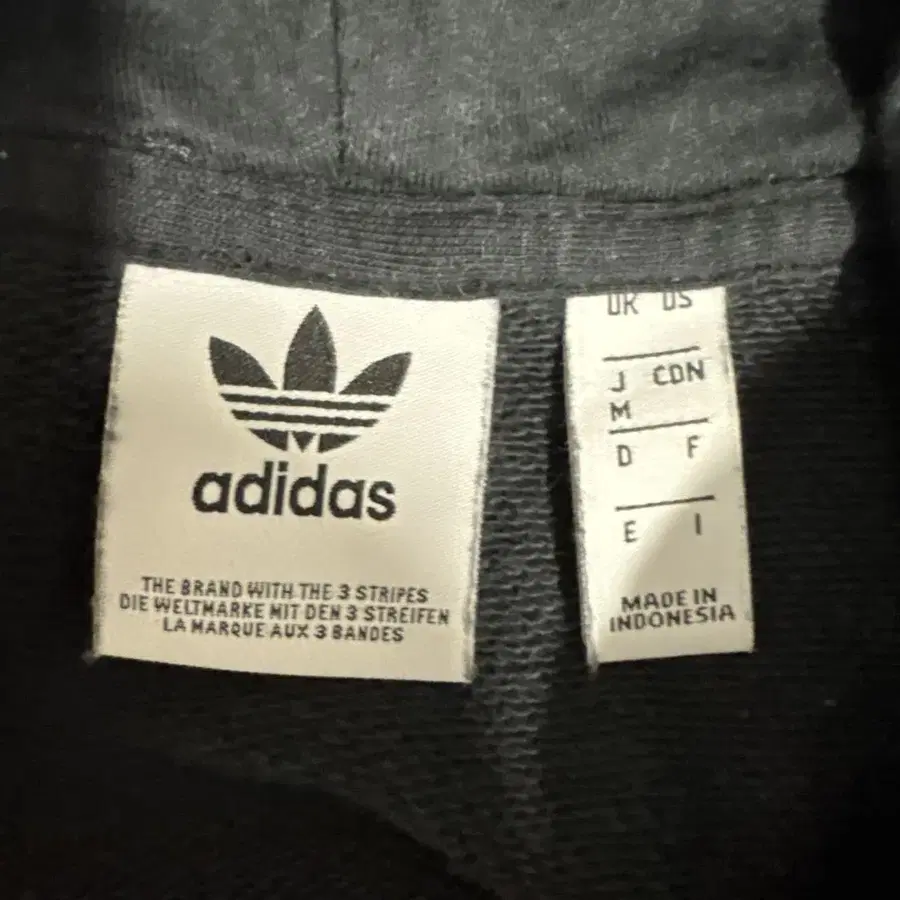 adidas
THE BRAND WITH THE 3 STRIPES
DIE WELTMARKE MIT DEN 3 STREIFEN
LA MARQUE AUX 3 BANDES
UK US
J CDN
M
D F
E I
MADE IN
INDONESIA